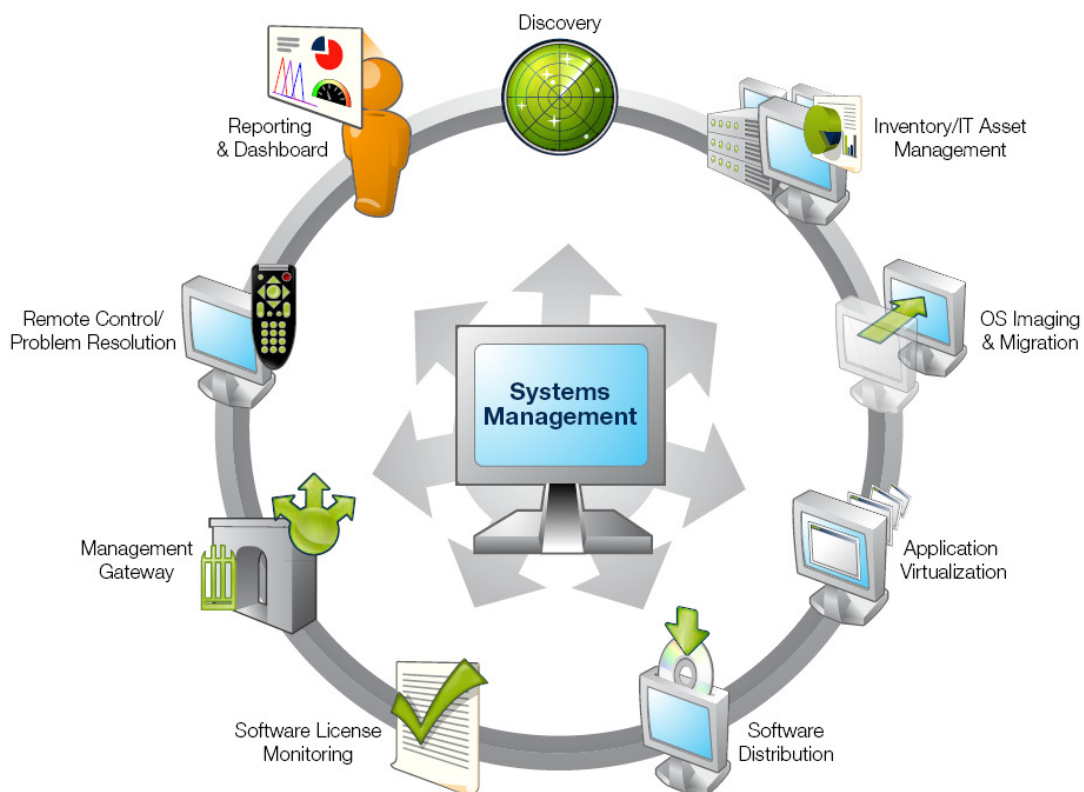 Discovery
Reporting
& Dashboard
Inventory/IT Asset
Management
Remote Control/
Problem Resolution
OS Imaging
& Migration
Systems
Management
Management
Gateway
Application
Virtualization
Software License
Monitoring
Software
Distribution